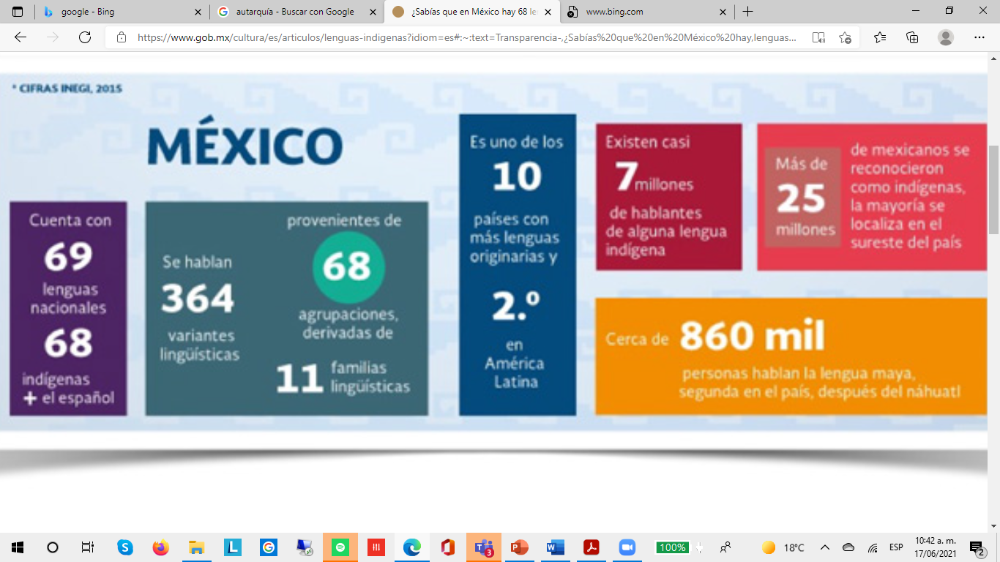 google - Bing
autarquía - Buscar con Google
¿Sabías que en México hay 68 le
www.bing.com
https://www.gob.mx/cultura/es/articulos/lenguas-indigenas?idiom=es#:~:text=Transparencia-,¿Sabías%20que%20en%20México%20hay,lenguas...
* CIFRAS INEGI, 2015
MÉXICO
Cuenta con
69
lenguas
nacionales
68
indígenas
+ el español
Se hablan
364
variantes
lingüísticas
provenientes de
68
agrupaciones,
derivadas de
11 familias
lingüísticas
Es uno de los
10
países con
más lenguas
originarias y
2.º
en
América
Latina
Existen casi
7 millones
de hablantes
de alguna lengua
indígena
Más de
25
millones
de mexicanos se
reconocieron
como indígenas,
la mayoría se
localiza en el
sureste del país
Cerca de 860 mil
personas hablan la lengua maya,
segunda en el país, después del náhuatl
100%
18°C
ESP
10:42 a. m.
17/06/2021
3
2